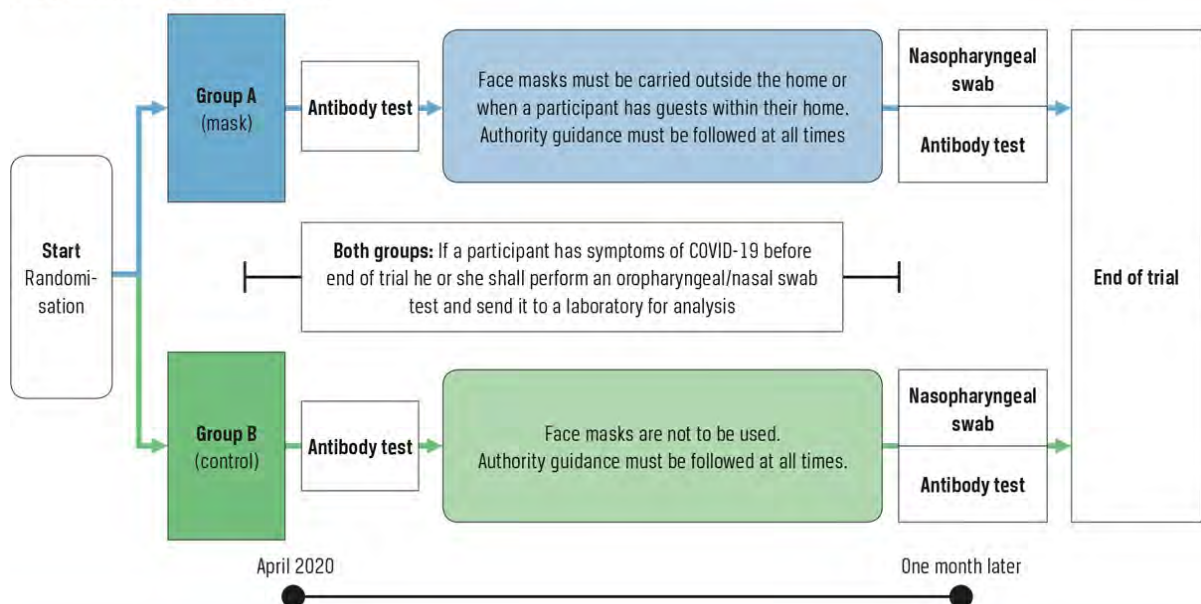 Start
Randomi-
sation
Group A
(mask)
Antibody test
Face masks must be carried outside the home or
when a participant has guests within their home.
Authority guidance must be followed at all times
Nasopharyngeal
swab
Antibody test
Both groups: If a participant has symptoms of COVID-19 before
end of trial he or she shall perform an oropharyngeal/nasal swab
test and send it to a laboratory for analysis
End of trial
Group B
(control)
Antibody test
Face masks are not to be used.
Authority guidance must be followed at all times.
Nasopharyngeal
swab
Antibody test
April 2020
One month later